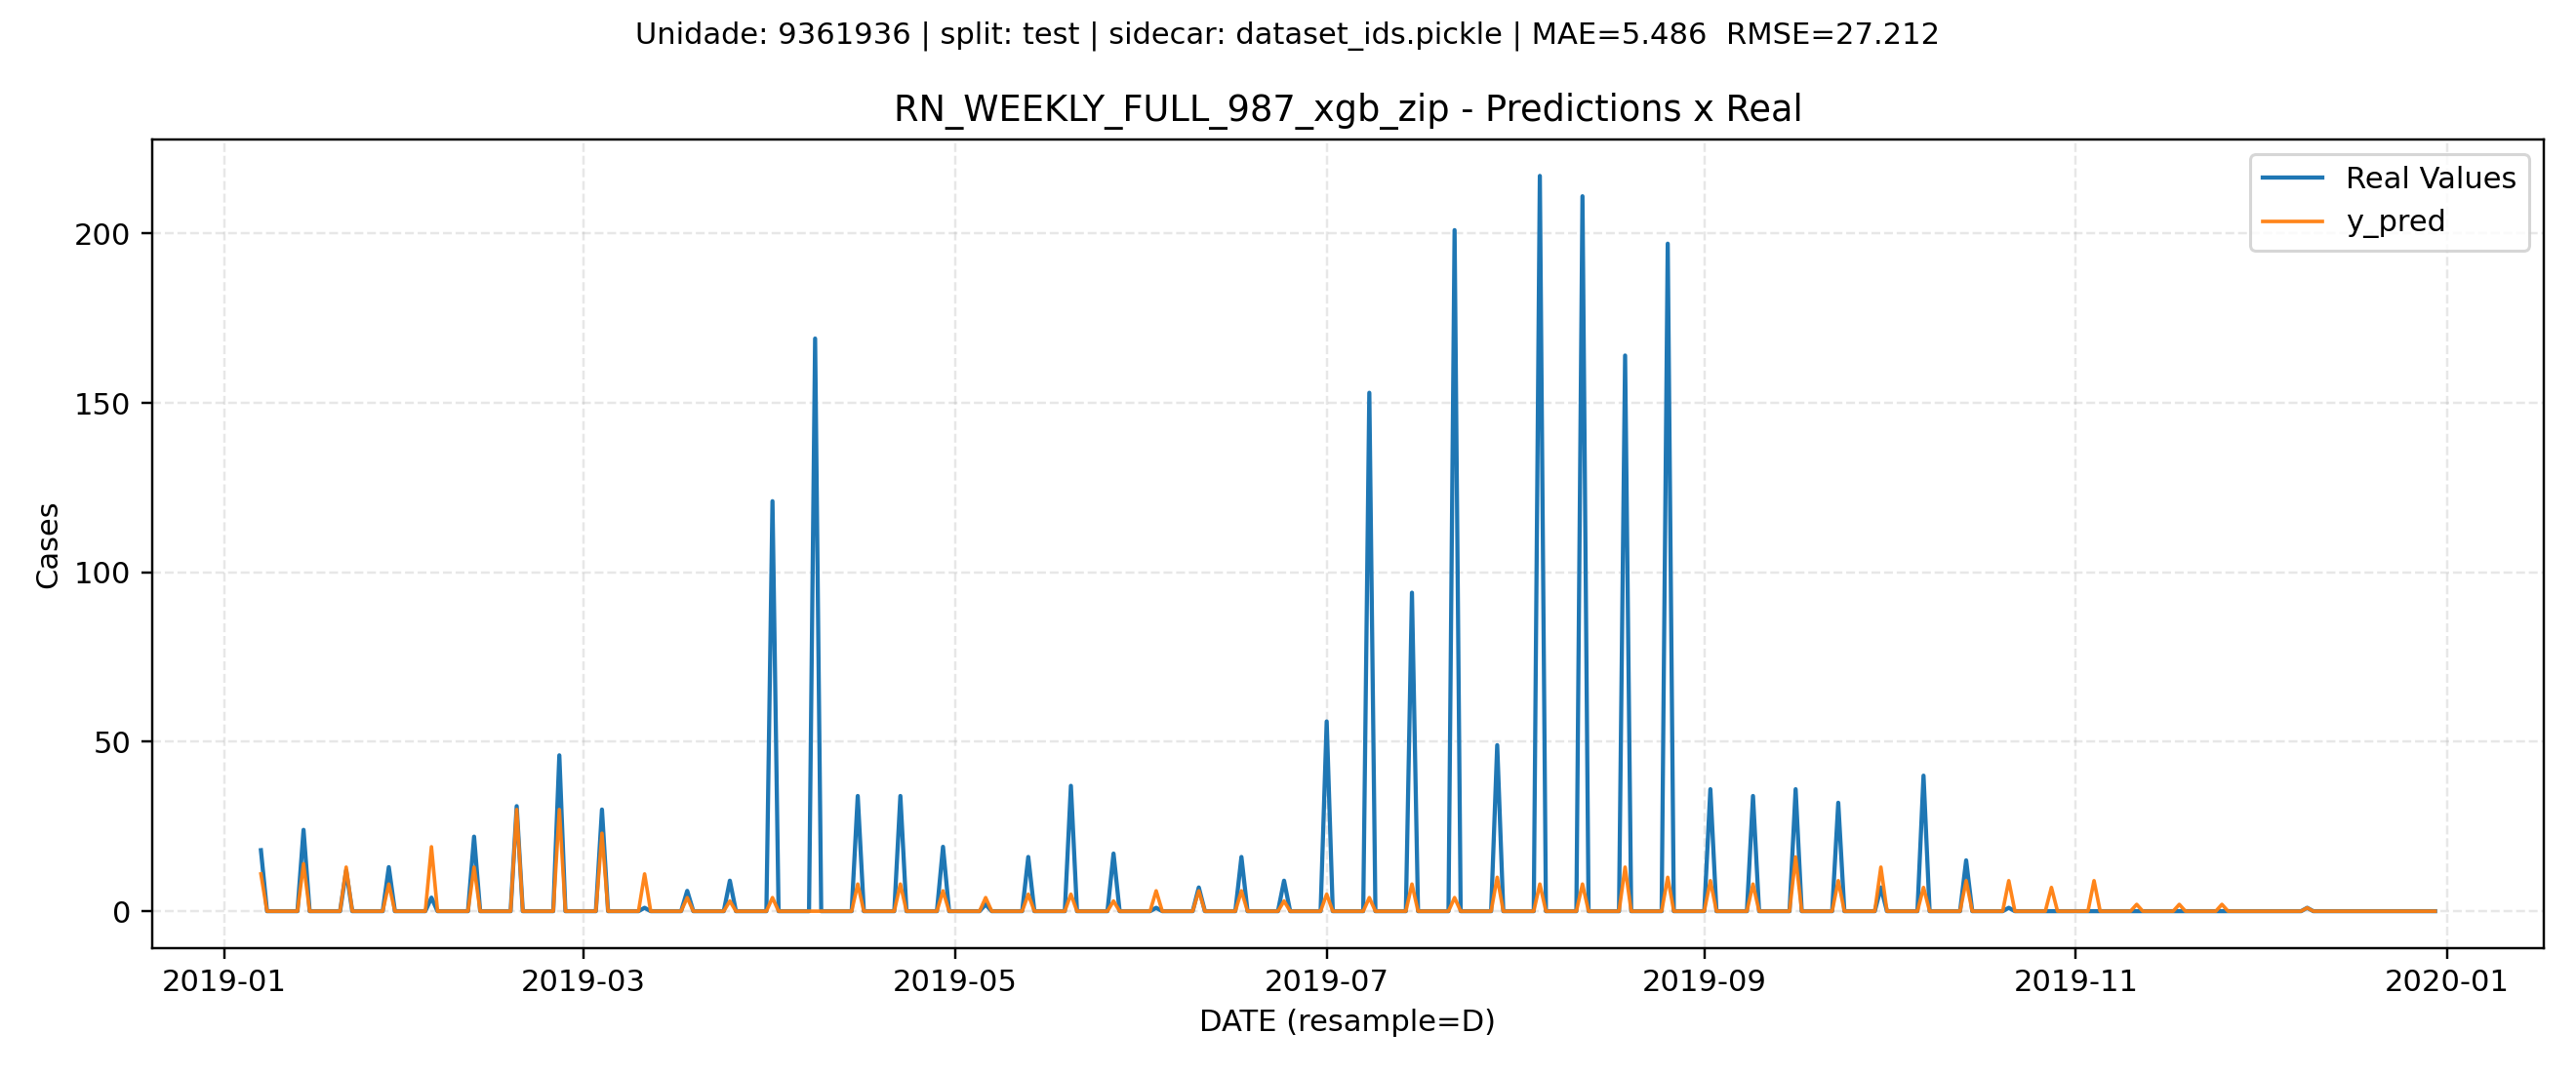 Unidade: 9361936 | split: test | sidecar: dataset_ids.pickle | MAE=5.486  RMSE=27.212
RN_WEEKLY_FULL_987_xgb_zip - Predictions x Real
Real Values
y_pred
200
150
100
50
0
Cases
2019-01 2019-03 2019-05 2019-07 2019-09 2019-11 2020-01
DATE (resample=D)